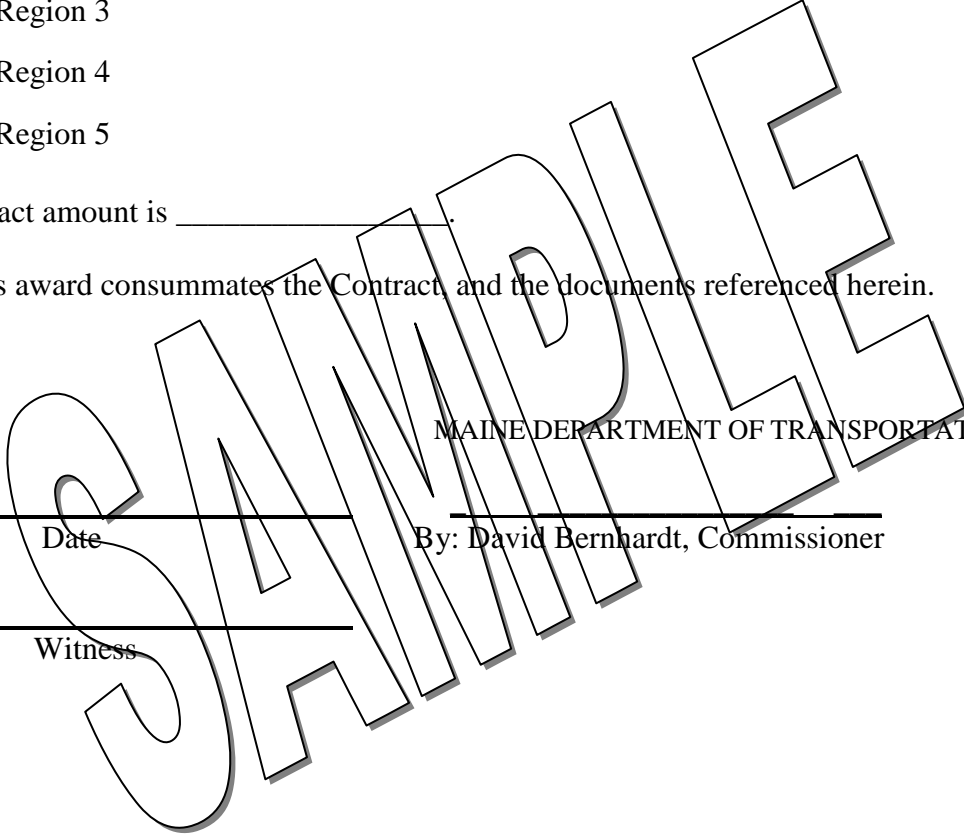 Region 3
Region 4
Region 5
act amount is _________________.
s award consummates the Contract, and the documents referenced herein.
MAINE DEPARTMENT OF TRANSPORTAT
Date By: David Bernhardt, Commissioner
Witness
SAMPLE